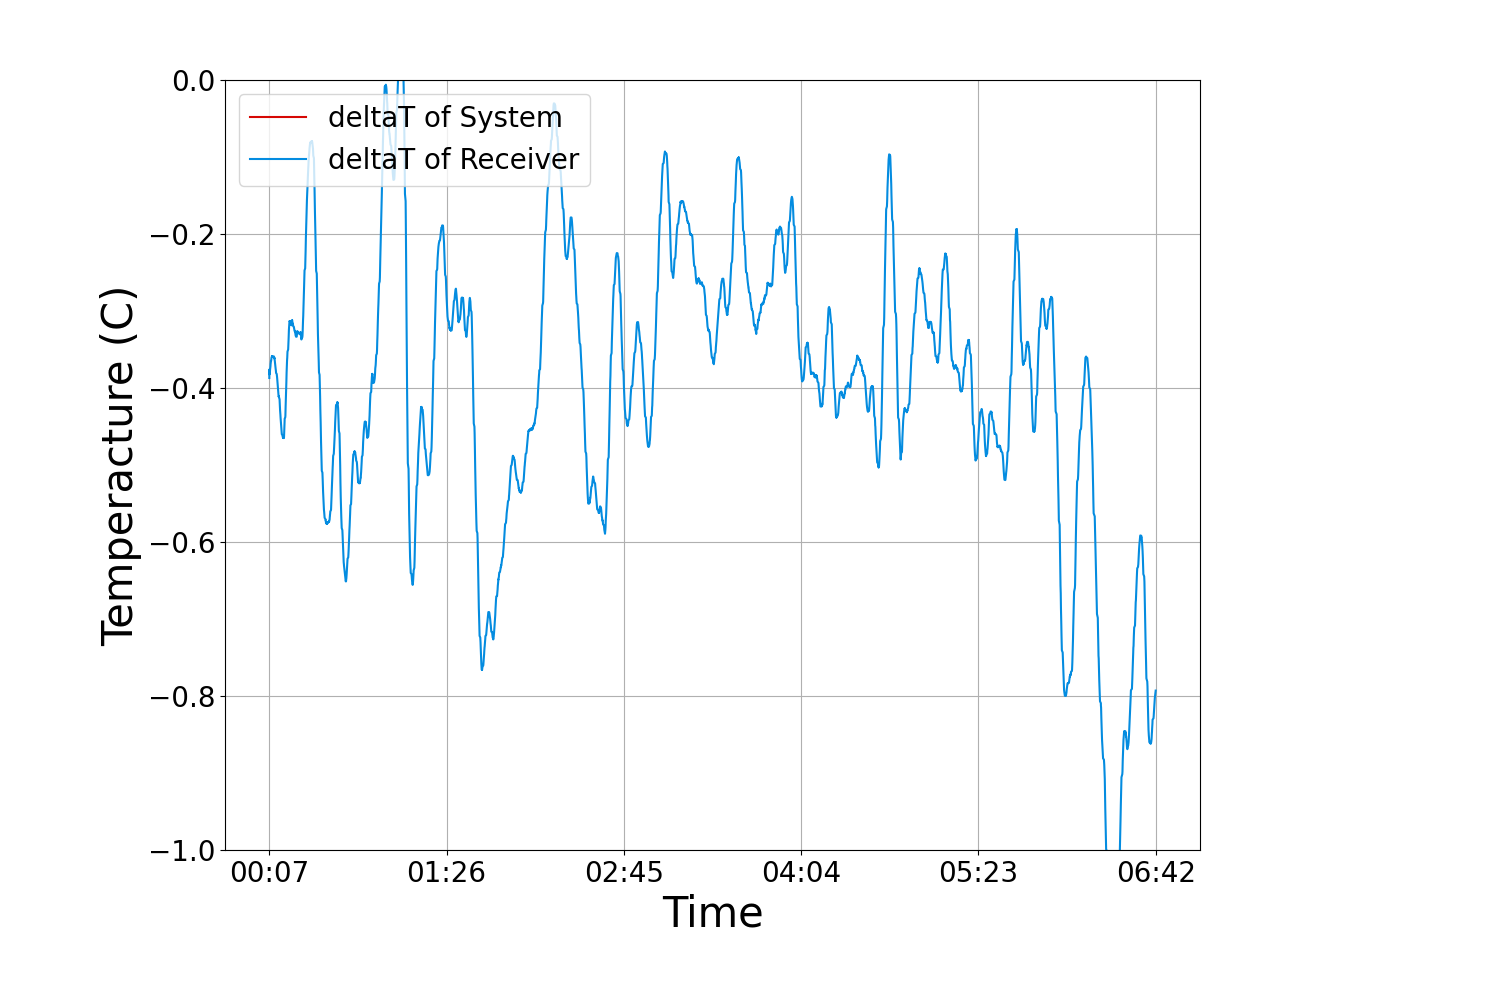 0.0
deltaT of System
deltaT of Receiver
−0.2
−0.4
−0.6
−0.8
−1.0
Temperacture (C)
00:07 01:26 02:45 04:04 05:23 06:42
Time